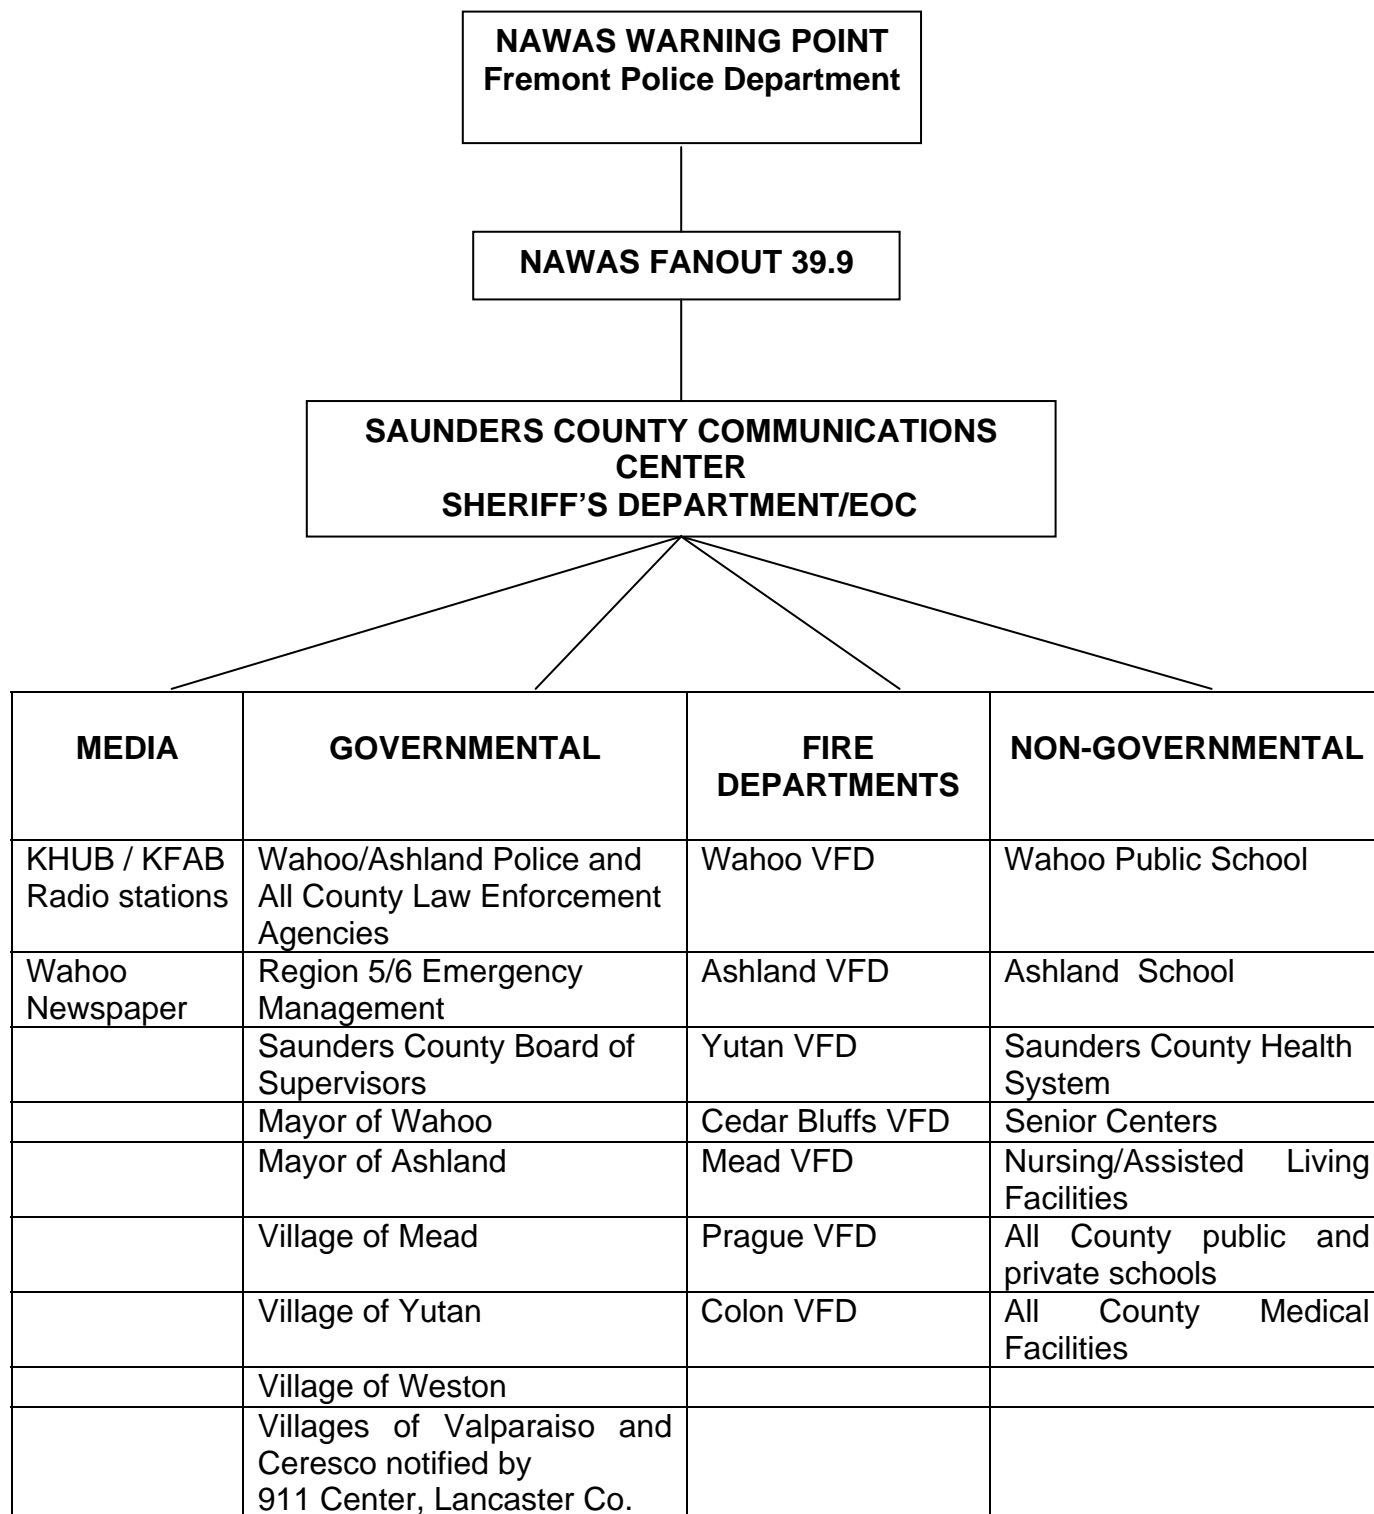 NAWAS WARNING POINT
Fremont Police Department
NAWAS FANOUT 39.9
SAUNDERS COUNTY COMMUNICATIONS
CENTER
SHERIFF’S DEPARTMENT/EOC
MEDIA
GOVERNMENTAL
FIRE
DEPARTMENTS
NON-GOVERNMENTAL
KHUB / KFAB
Radio stations
Wahoo/Ashland Police and
All County Law Enforcement
Agencies
Wahoo VFD
Wahoo Public School
Wahoo
Newspaper
Region 5/6 Emergency
Management
Ashland VFD
Ashland School
Saunders County Board of
Supervisors
Yutan VFD
Saunders County Health
System
Mayor of Wahoo
Cedar Bluffs VFD
Senior Centers
Mayor of Ashland
Mead VFD
Nursing/Assisted Living
Facilities
Village of Mead
Prague VFD
All County public and
private schools
Village of Yutan
Colon VFD
All County Medical
Facilities
Village of Weston
Villages of Valparaiso and
Ceresco notified by
911 Center, Lancaster Co.